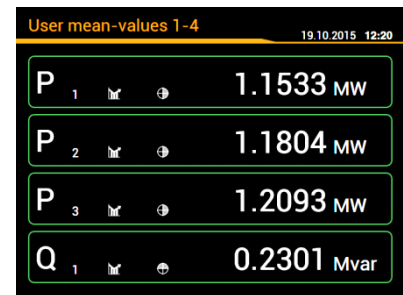 User mean-values 1-4
19.10.2015 12:20
P 1 1.1533 MW
P 2 1.1804 MW
P 3 1.2093 MW
Q 1 0.2301 Mvar